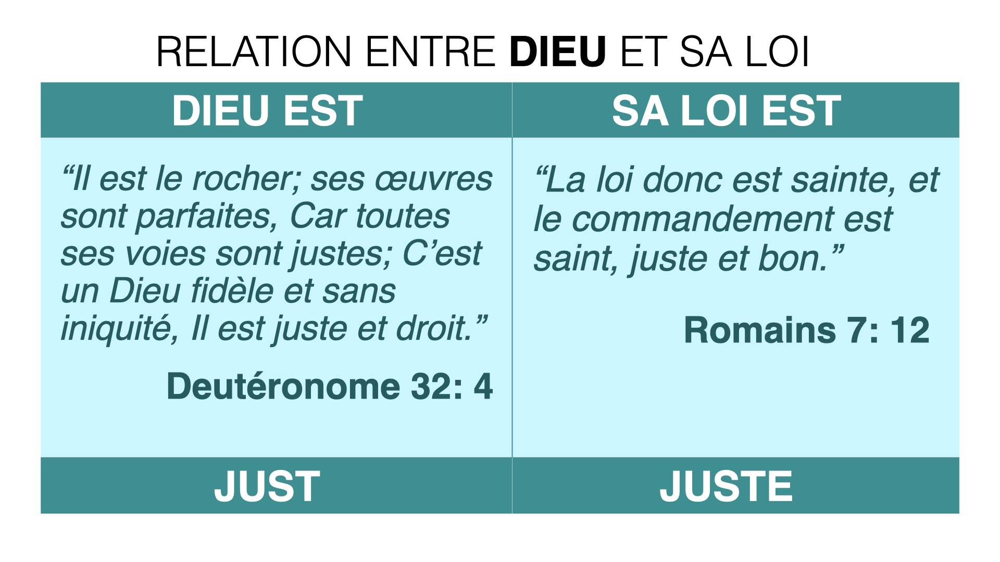 RELATION ENTRE DIEU ET SA LOI
DIEU EST
“Il est le rocher; ses œuvres
sont parfaites, Car toutes
ses voies sont justes; C’est
un Dieu fidèle et sans
iniquité, Il est juste et droit.”
Deutéronome 32: 4
JUST
SA LOI EST
“La loi donc est sainte, et
le commandement est
saint, juste et bon.”
Romains 7: 12
JUSTE